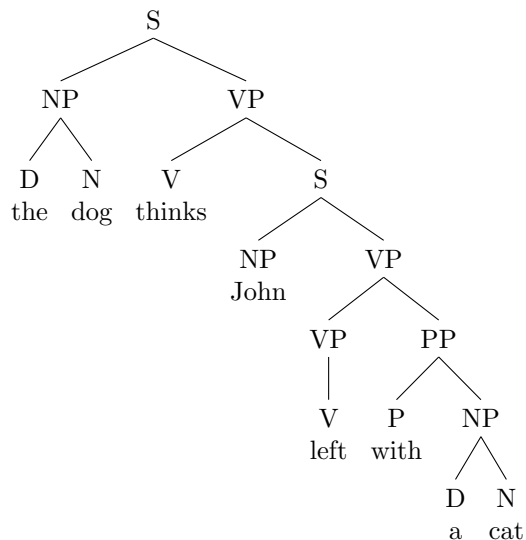 S
NP VP
D N V S
the dog thinks
NP VP
John
VP PP
V P NP
left with
D N
a cat